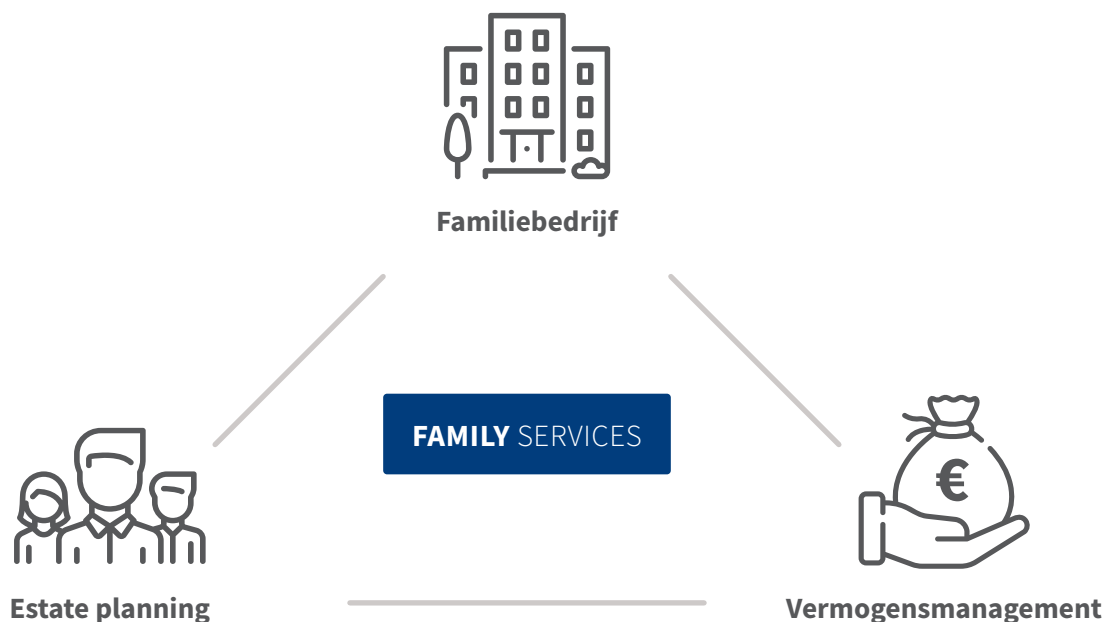 Familiebedrijf
FAMILY SERVICES
€
Estate planning
Vermogensmanagement